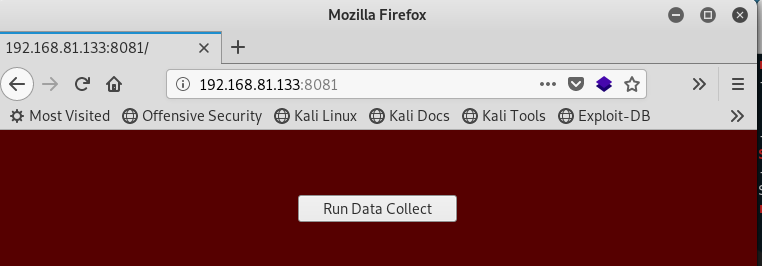 Mozilla Firefox
192.168.81.133:8081/
192.168.81.133:8081
Most Visited Offensive Security Kali Linux Kali Docs Kali Tools Exploit-DB
Run Data Collect